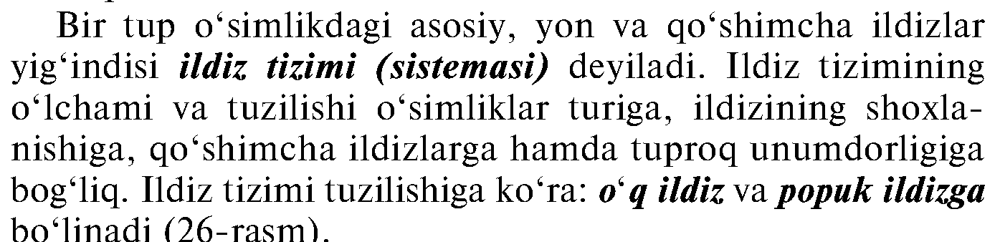 Bir tup o‘simlikdagi asosiy, yon va qo‘shimcha ildizlar
yig‘indisi ildiz tizimi (sistemasi) deyiladi. Ildiz tizimining
o‘lchami va tuzilishi o‘simliklar turiga, ildizining shoxla-
nishiga, qo‘shimcha ildizlarga hamda tuproq unumdorligiga
bog‘liq. Ildiz tizimi tuzilishiga ko‘ra: o‘q ildiz va popuk ildizga
bo‘linadi (26-rasm).